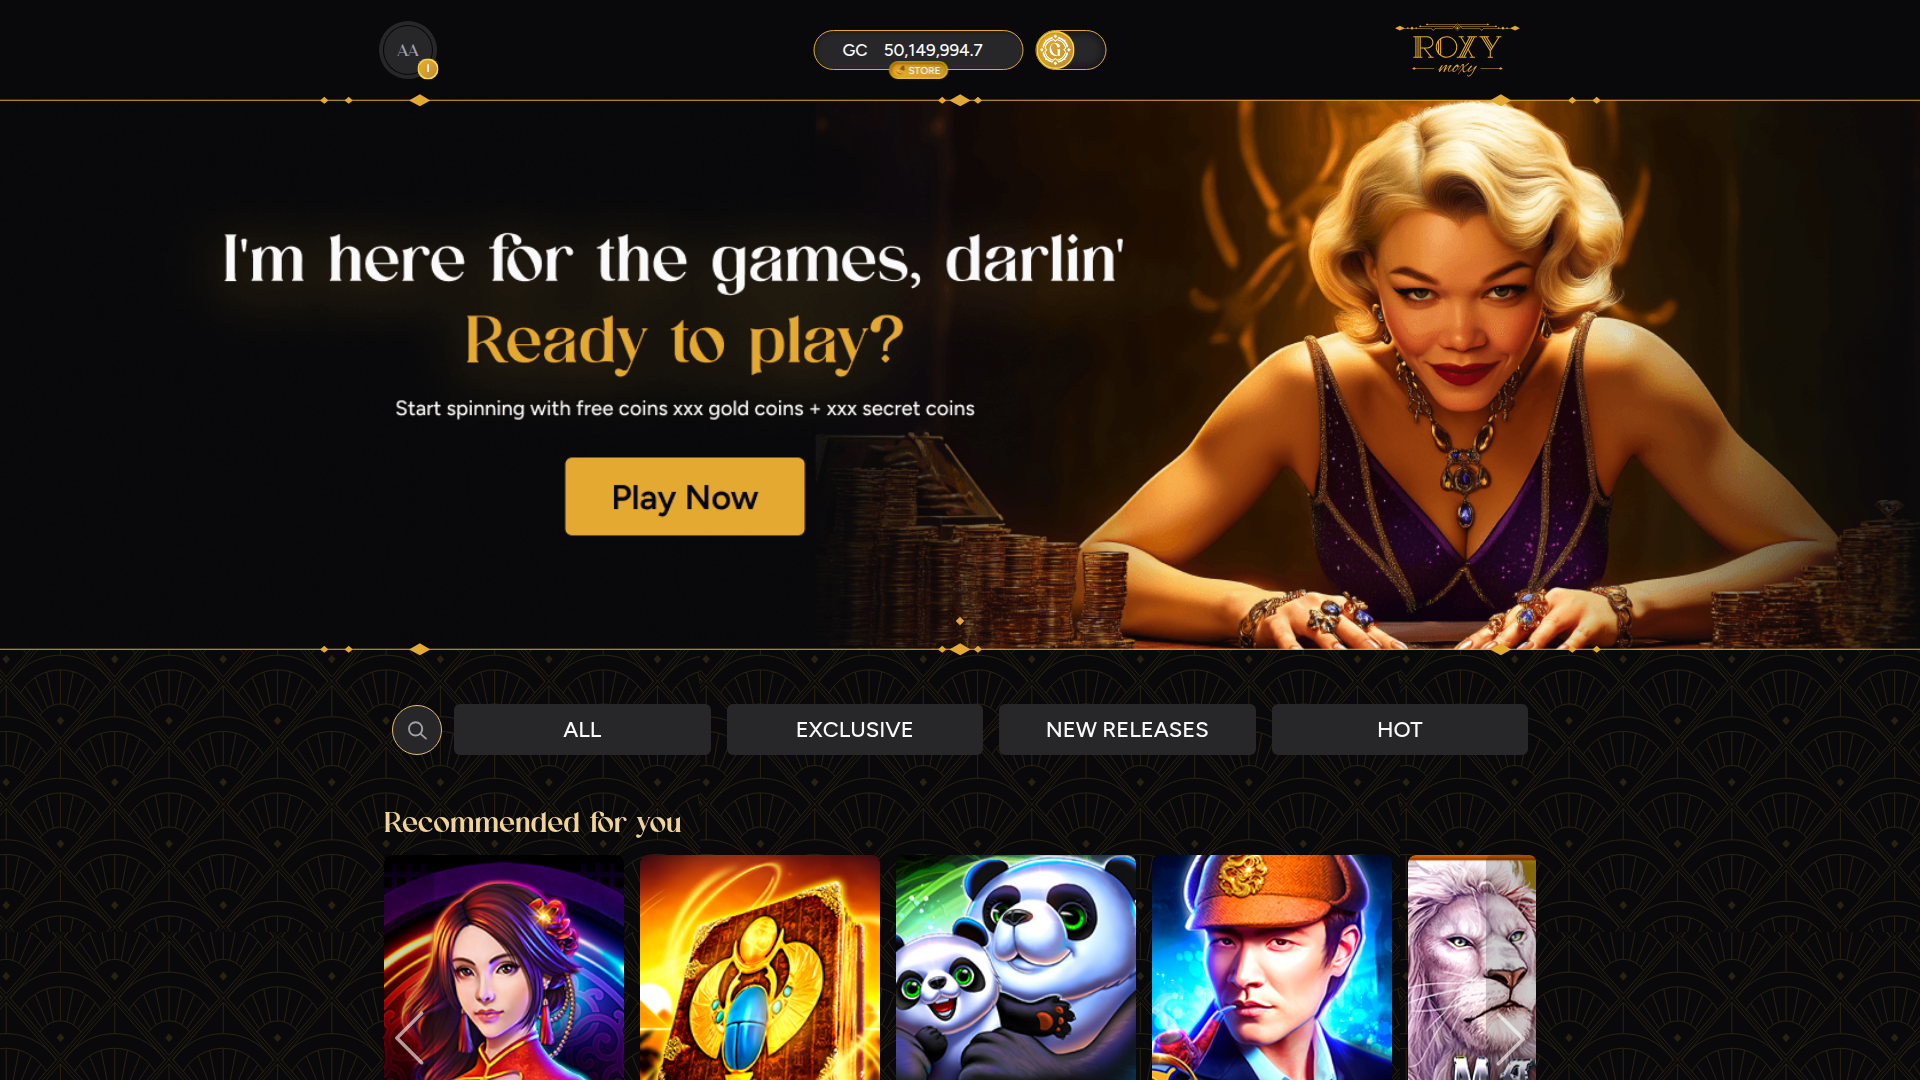 AA
I
GC 50,149,994.7
STORE
G
ROXY
moxy
I'm here for the games, darlin'
Ready to play?
Start spinning with free coins xxx gold coins + xxx secret coins
Play Now
ALL
EXCLUSIVE
NEW RELEASES
HOT
Recommended for you